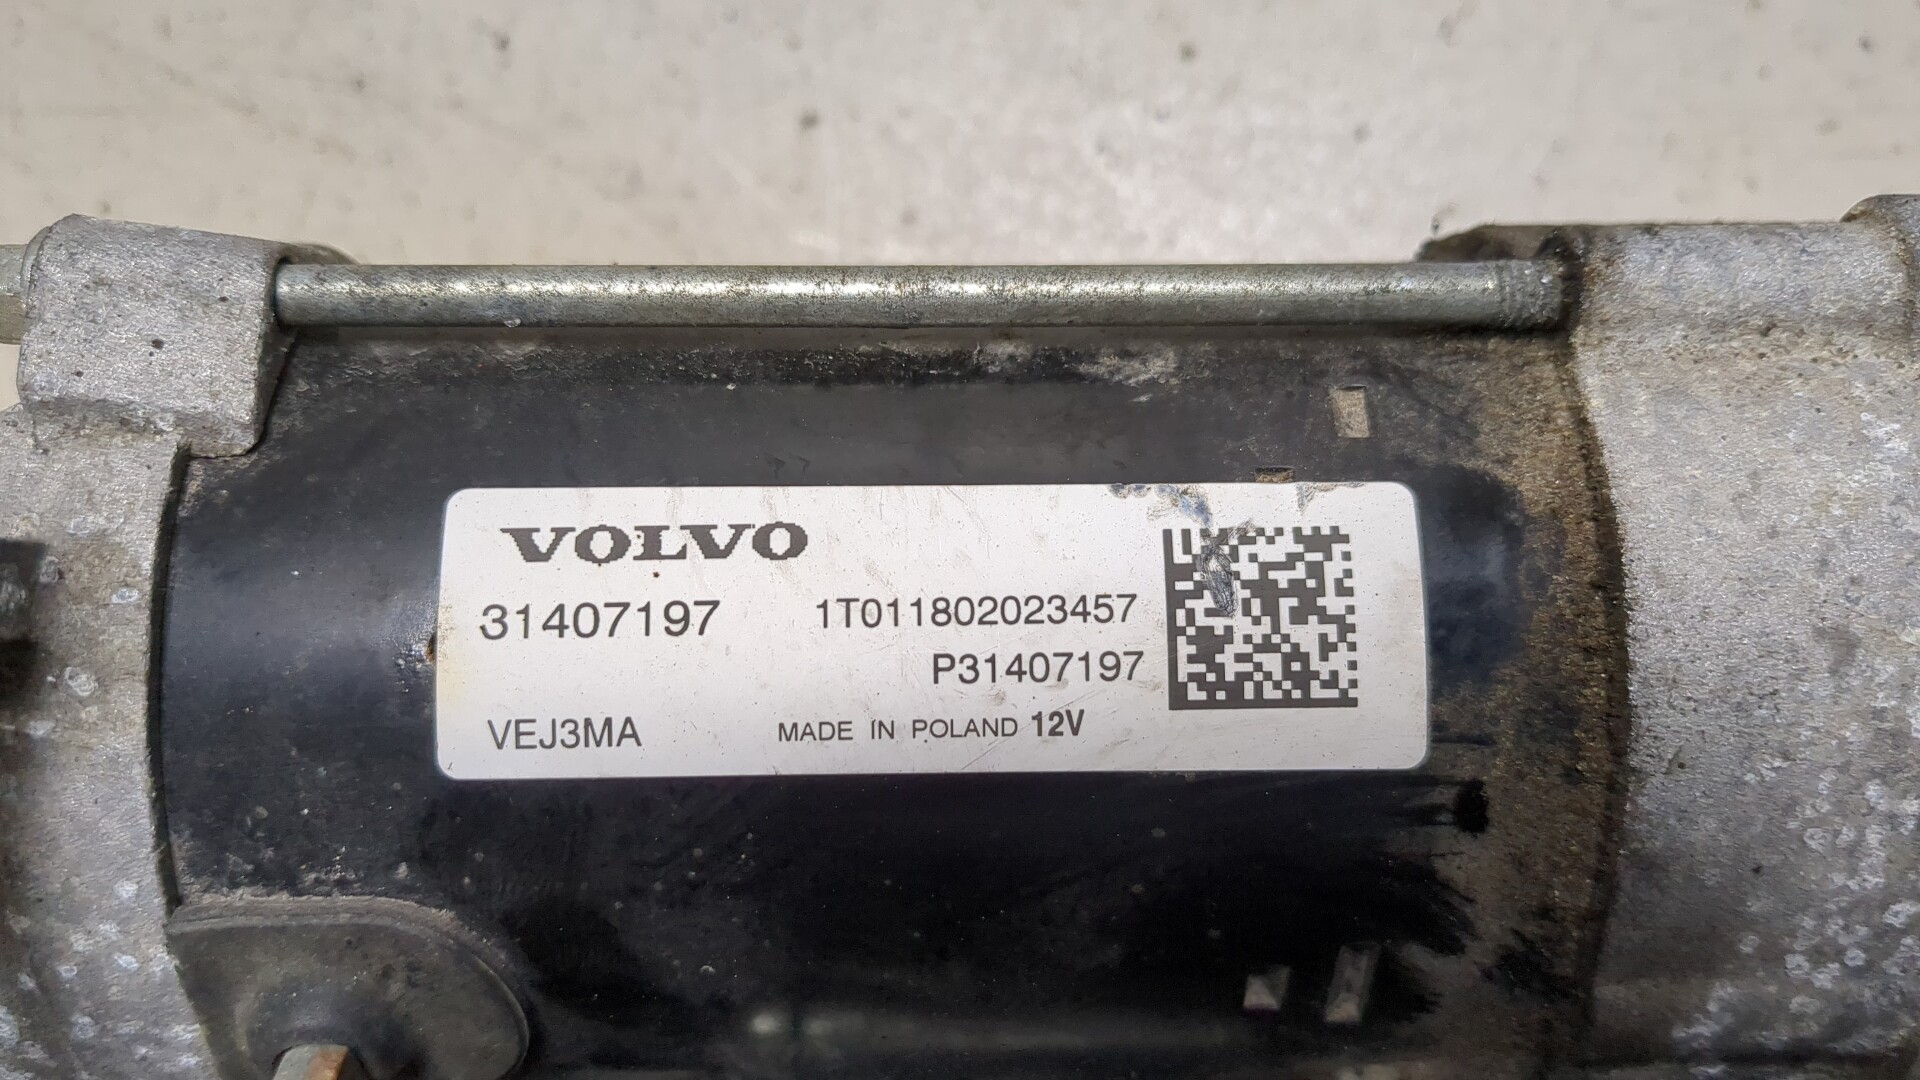 VOLVO
31407197 1T011802023457
P31407197
VEJ3MA MADE IN POLAND 12V